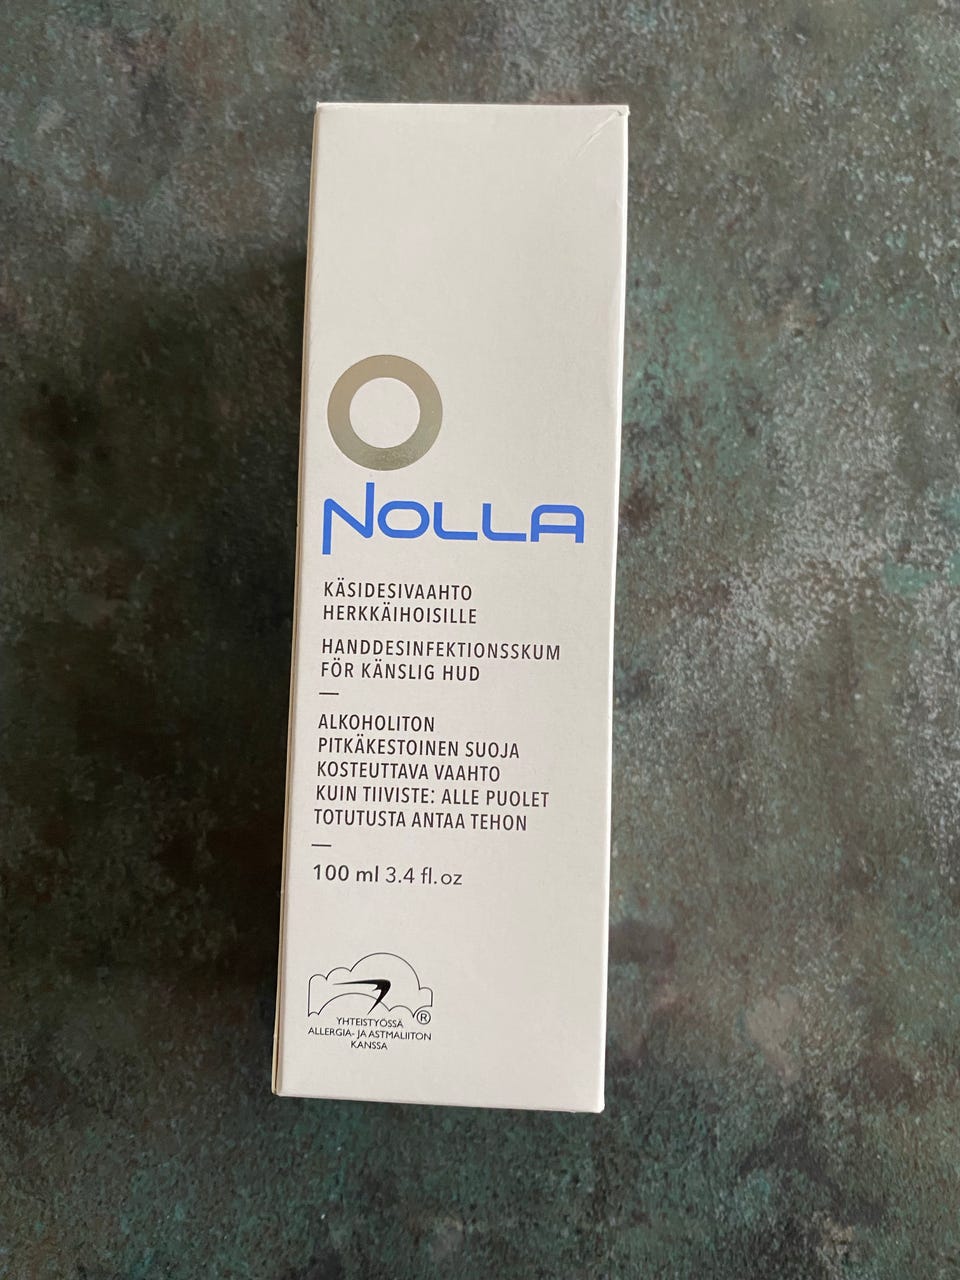 NOLLA
KÄSIDESIVAAHTO
HERKKÄIHOISILLE
HANDDESINFEKTIONSSKUM
FÖR KÄNSLIG HUD
ALKOHOLITON
PITKÄKESTOINEN SUOJA
KOSTEUTTAVA VAAHTO
KUIN TIIVISTE: ALLE PUOLET
TOTUTUSTA ANTAA TEHON
100 ml 3.4 fl.oz
®
YHTEISTYÖSSÄ
ALLERGIA- JA ASTMALIITON
KANSSA